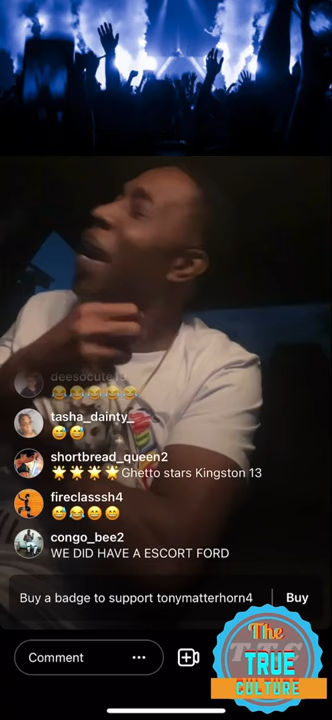 deesocute13
tasha_dainty_
shortbread_queen2
Ghetto stars Kingston 13
fireclasssh4
congo_bee2
WE DID HAVE A ESCORT FORD
Buy a badge to support tonymatterhorn4
Buy
Comment
The
T.T.C
TRUE
CULTURE